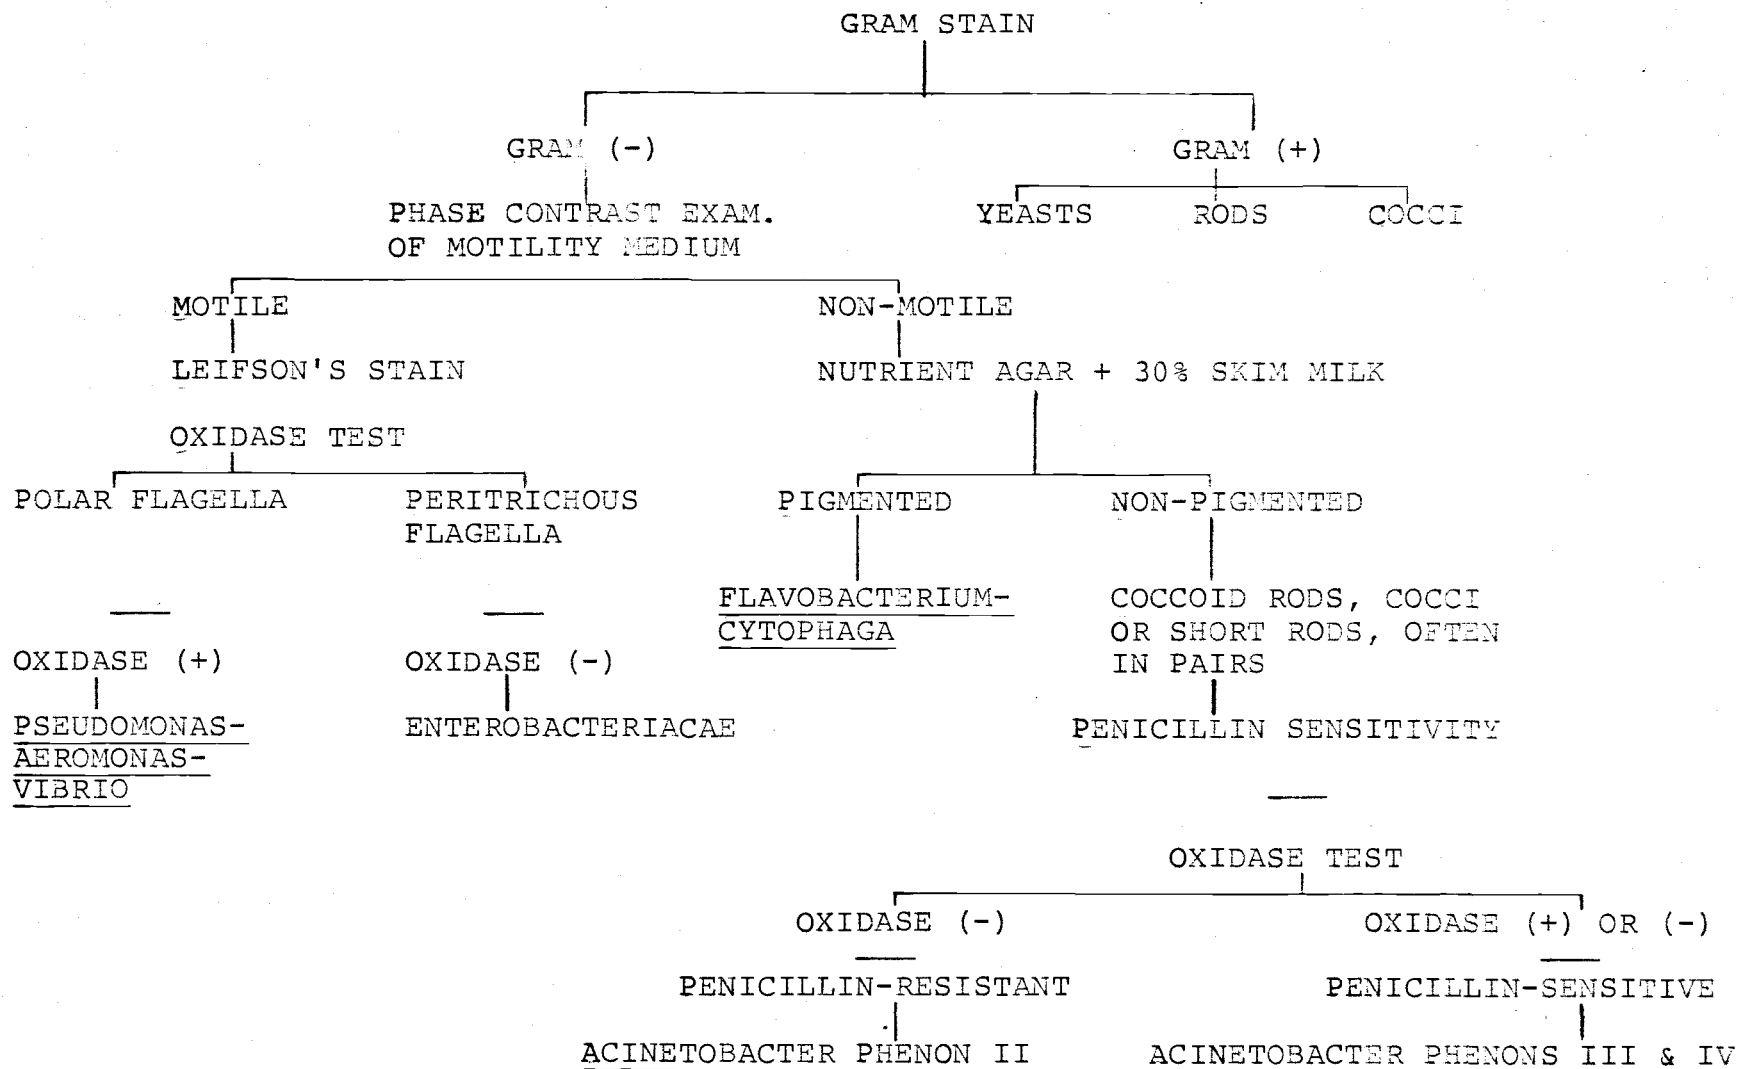 GRAM STAIN
GRAM (-)
GRAM (+)
PHASE CONTRAST EXAM.
OF MOTILITY MEDIUM
YEASTS
RODS
COCCI
MOTILE
NON-MOTILE
LEIFSON'S STAIN
NUTRIENT AGAR + 30% SKIM MILK
OXIDASE TEST
POLAR FLAGELLA
PERITRICHOUS
FLAGELLA
PIGMENTED
NON-PIGMENTED
FLAVOBACTERIUM-
CYTOPHAGA
COCCOID RODS, COCCI
OR SHORT RODS, OFTEN
IN PAIRS
OXIDASE (+)
OXIDASE (-)
PSEUDOMONAS-
AEROMONAS-
VIBRIO
ENTEROBACTERIACAE
PENICILLIN SENSITIVITY
OXIDASE TEST
OXIDASE (-)
OXIDASE (+) OR (-)
PENICILLIN-RESISTANT
PENICILLIN-SENSITIVE
ACINETOBACTER PHENON II
ACINETOBACTER PHENONS III & IV